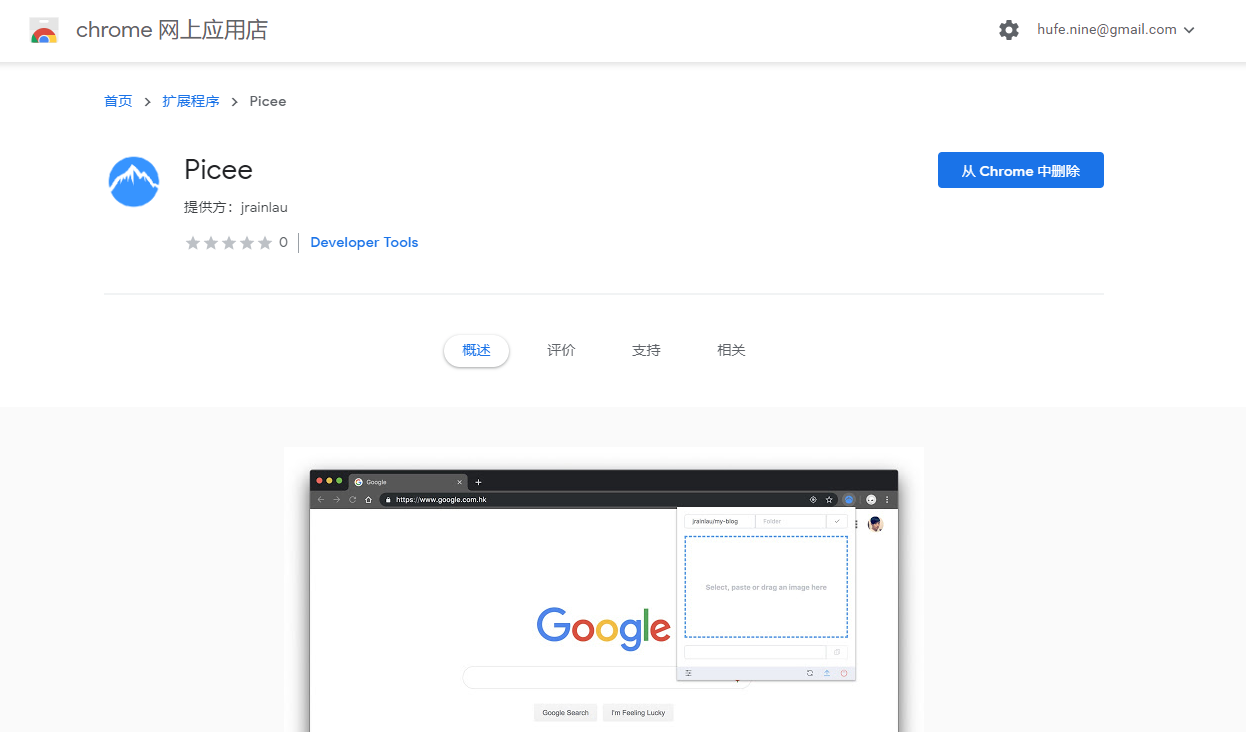 chrome 网上应用店
hufe.nine@gmail.com
首页 扩展程序 Picee
Picee
从 Chrome 中删除
提供方：jrainlau
0 Developer Tools
概述 评价 支持 相关
Google
https://www.google.com.hk
jrainlau/my-blog Folder
Select, paste or drag an image here
Google
Google Search I'm Feeling Lucky